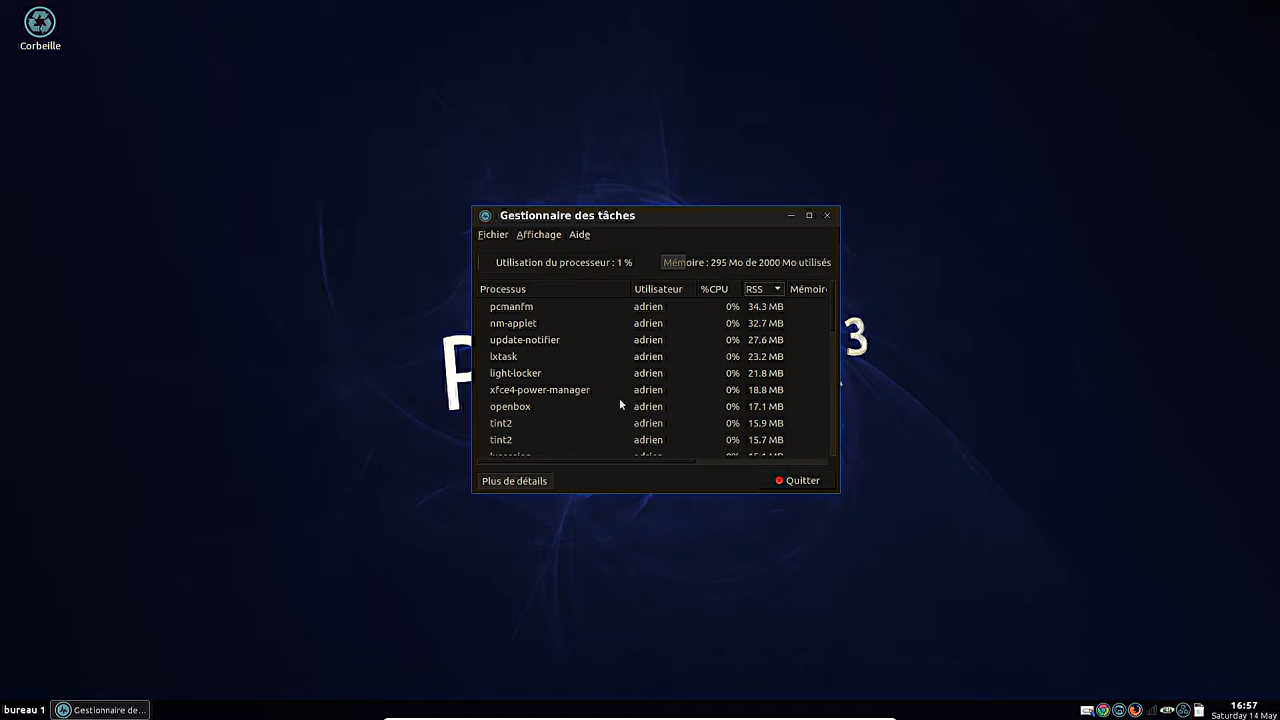 Corbeille
Gestionnaire des tâches
Fichier Affichage Aide
Utilisation du processeur : 1 % Mémoire : 295 Mo de 2000 Mo utilisés
Processus Utilisateur %CPU RSS Mémoire
pcmanfm adrien 0% 34.3 MB
nm-applet adrien 0% 32.7 MB
update-notifier adrien 0% 27.6 MB
lxtask adrien 0% 23.2 MB
light-locker adrien 0% 21.8 MB
xfce4-power-manager adrien 0% 18.8 MB
openbox adrien 0% 17.1 MB
tint2 adrien 0% 15.9 MB
tint2 adrien 0% 15.7 MB
P 3
Plus de détails Quitter
bureau 1 Gestionnaire de... 16:57
Saturday 14 May